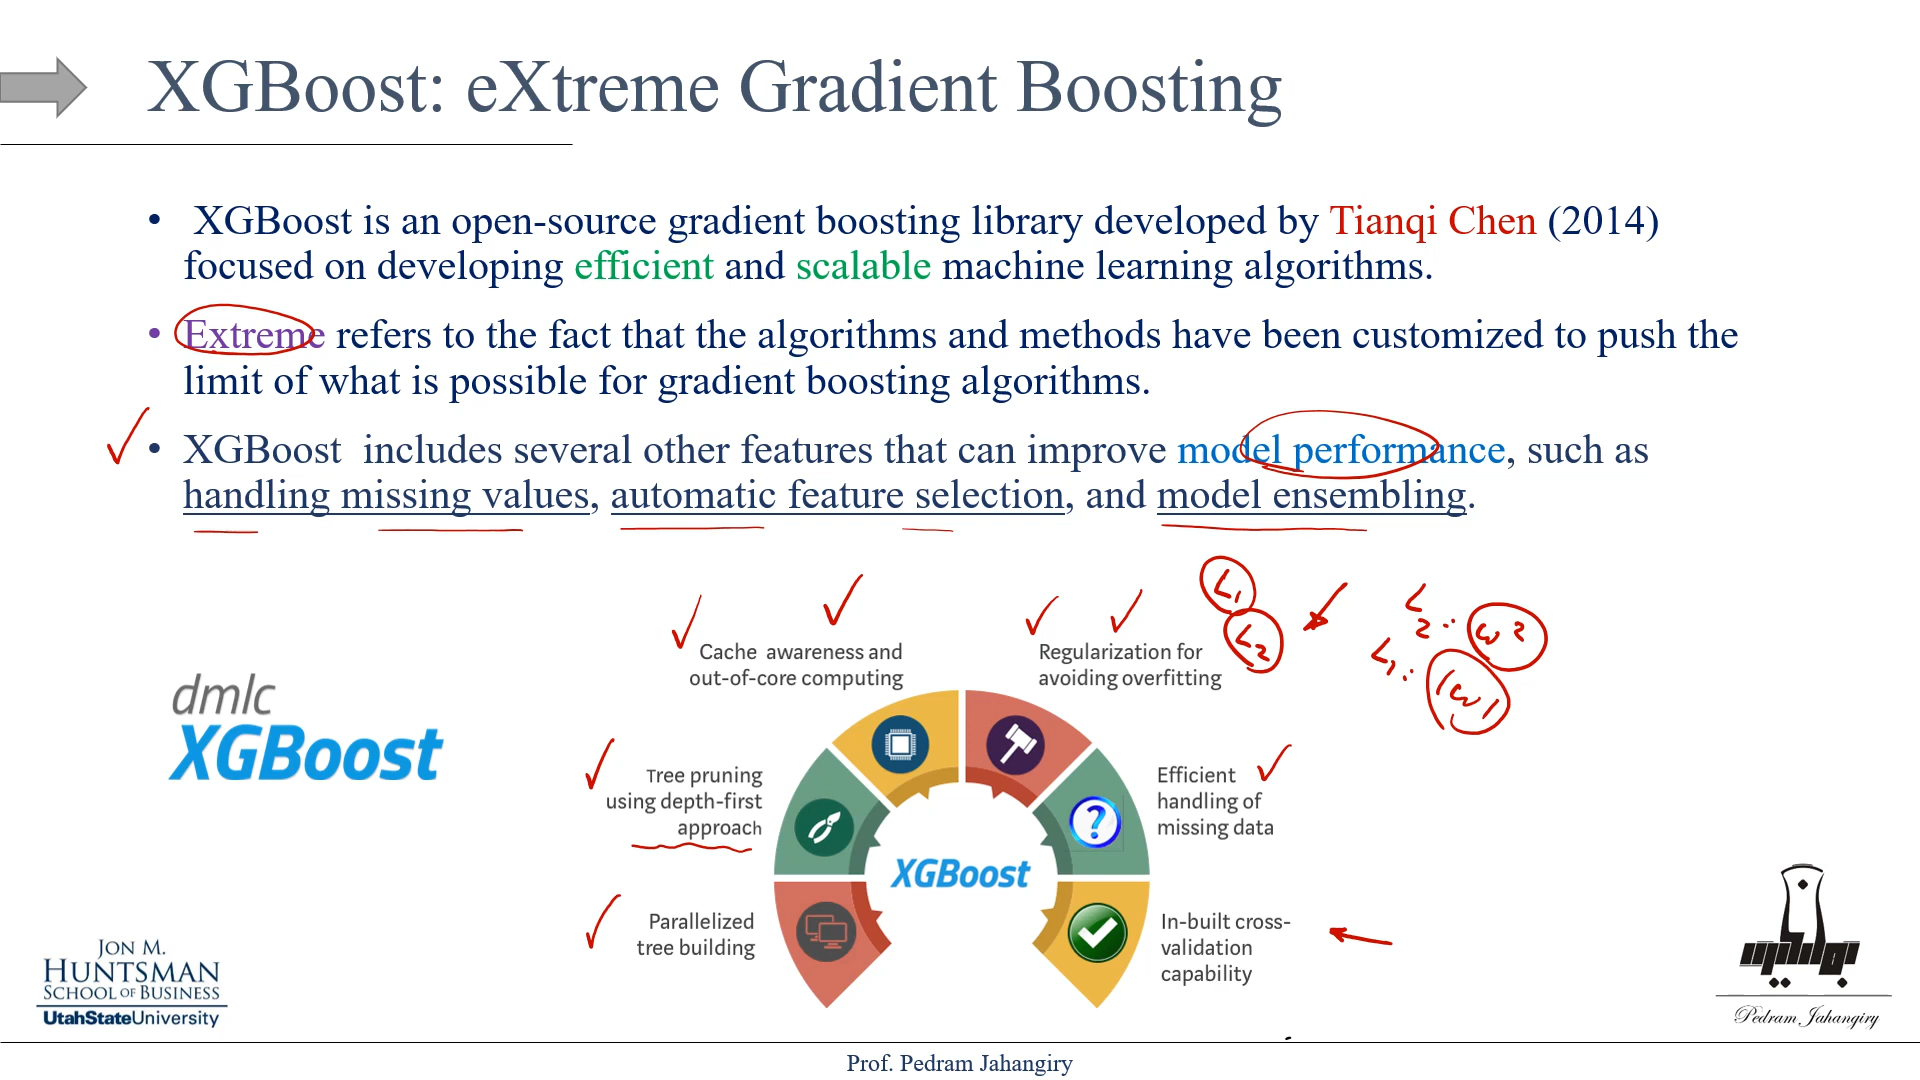 XGBoost: eXtreme Gradient Boosting
• XGBoost is an open-source gradient boosting library developed by Tianqi Chen (2014)
focused on developing efficient and scalable machine learning algorithms.
• Extreme refers to the fact that the algorithms and methods have been customized to push the
limit of what is possible for gradient boosting algorithms.
• XGBoost includes several other features that can improve model performance, such as
handling missing values, automatic feature selection, and model ensembling.
L1
L2
L2: w2
L1: |w|
Cache awareness and
out-of-core computing
Regularization for
avoiding overfitting
dmlc
XGBoost
Tree pruning
using depth-first
approach
Efficient
handling of
missing data
?
XGBoost
Parallelized
tree building
In-built cross-
validation
capability
JON M.
HUNTSMAN
SCHOOL OF BUSINESS
UtahStateUniversity
Pedram Jahangiry
Prof. Pedram Jahangiry